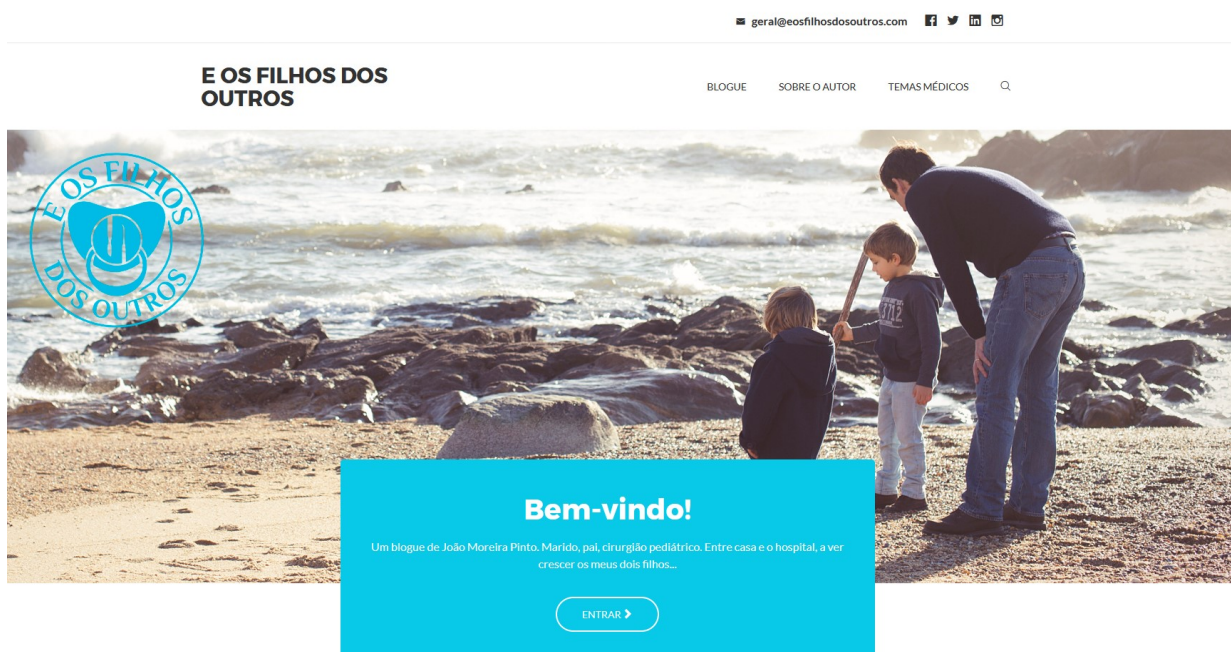 geral@eosfilhosdosoutros.com
E OS FILHOS DOS
OUTROS
BLOGUE SOBRE O AUTOR TEMAS MÉDICOS
E OS FILHOS
DOS OUTROS
Bem-vindo!
Um blogue de João Moreira Pinto. Marido, pai, cirurgião pediátrico. Entre casa e o hospital, a ver
crescer os meus dois filhos...
ENTRAR